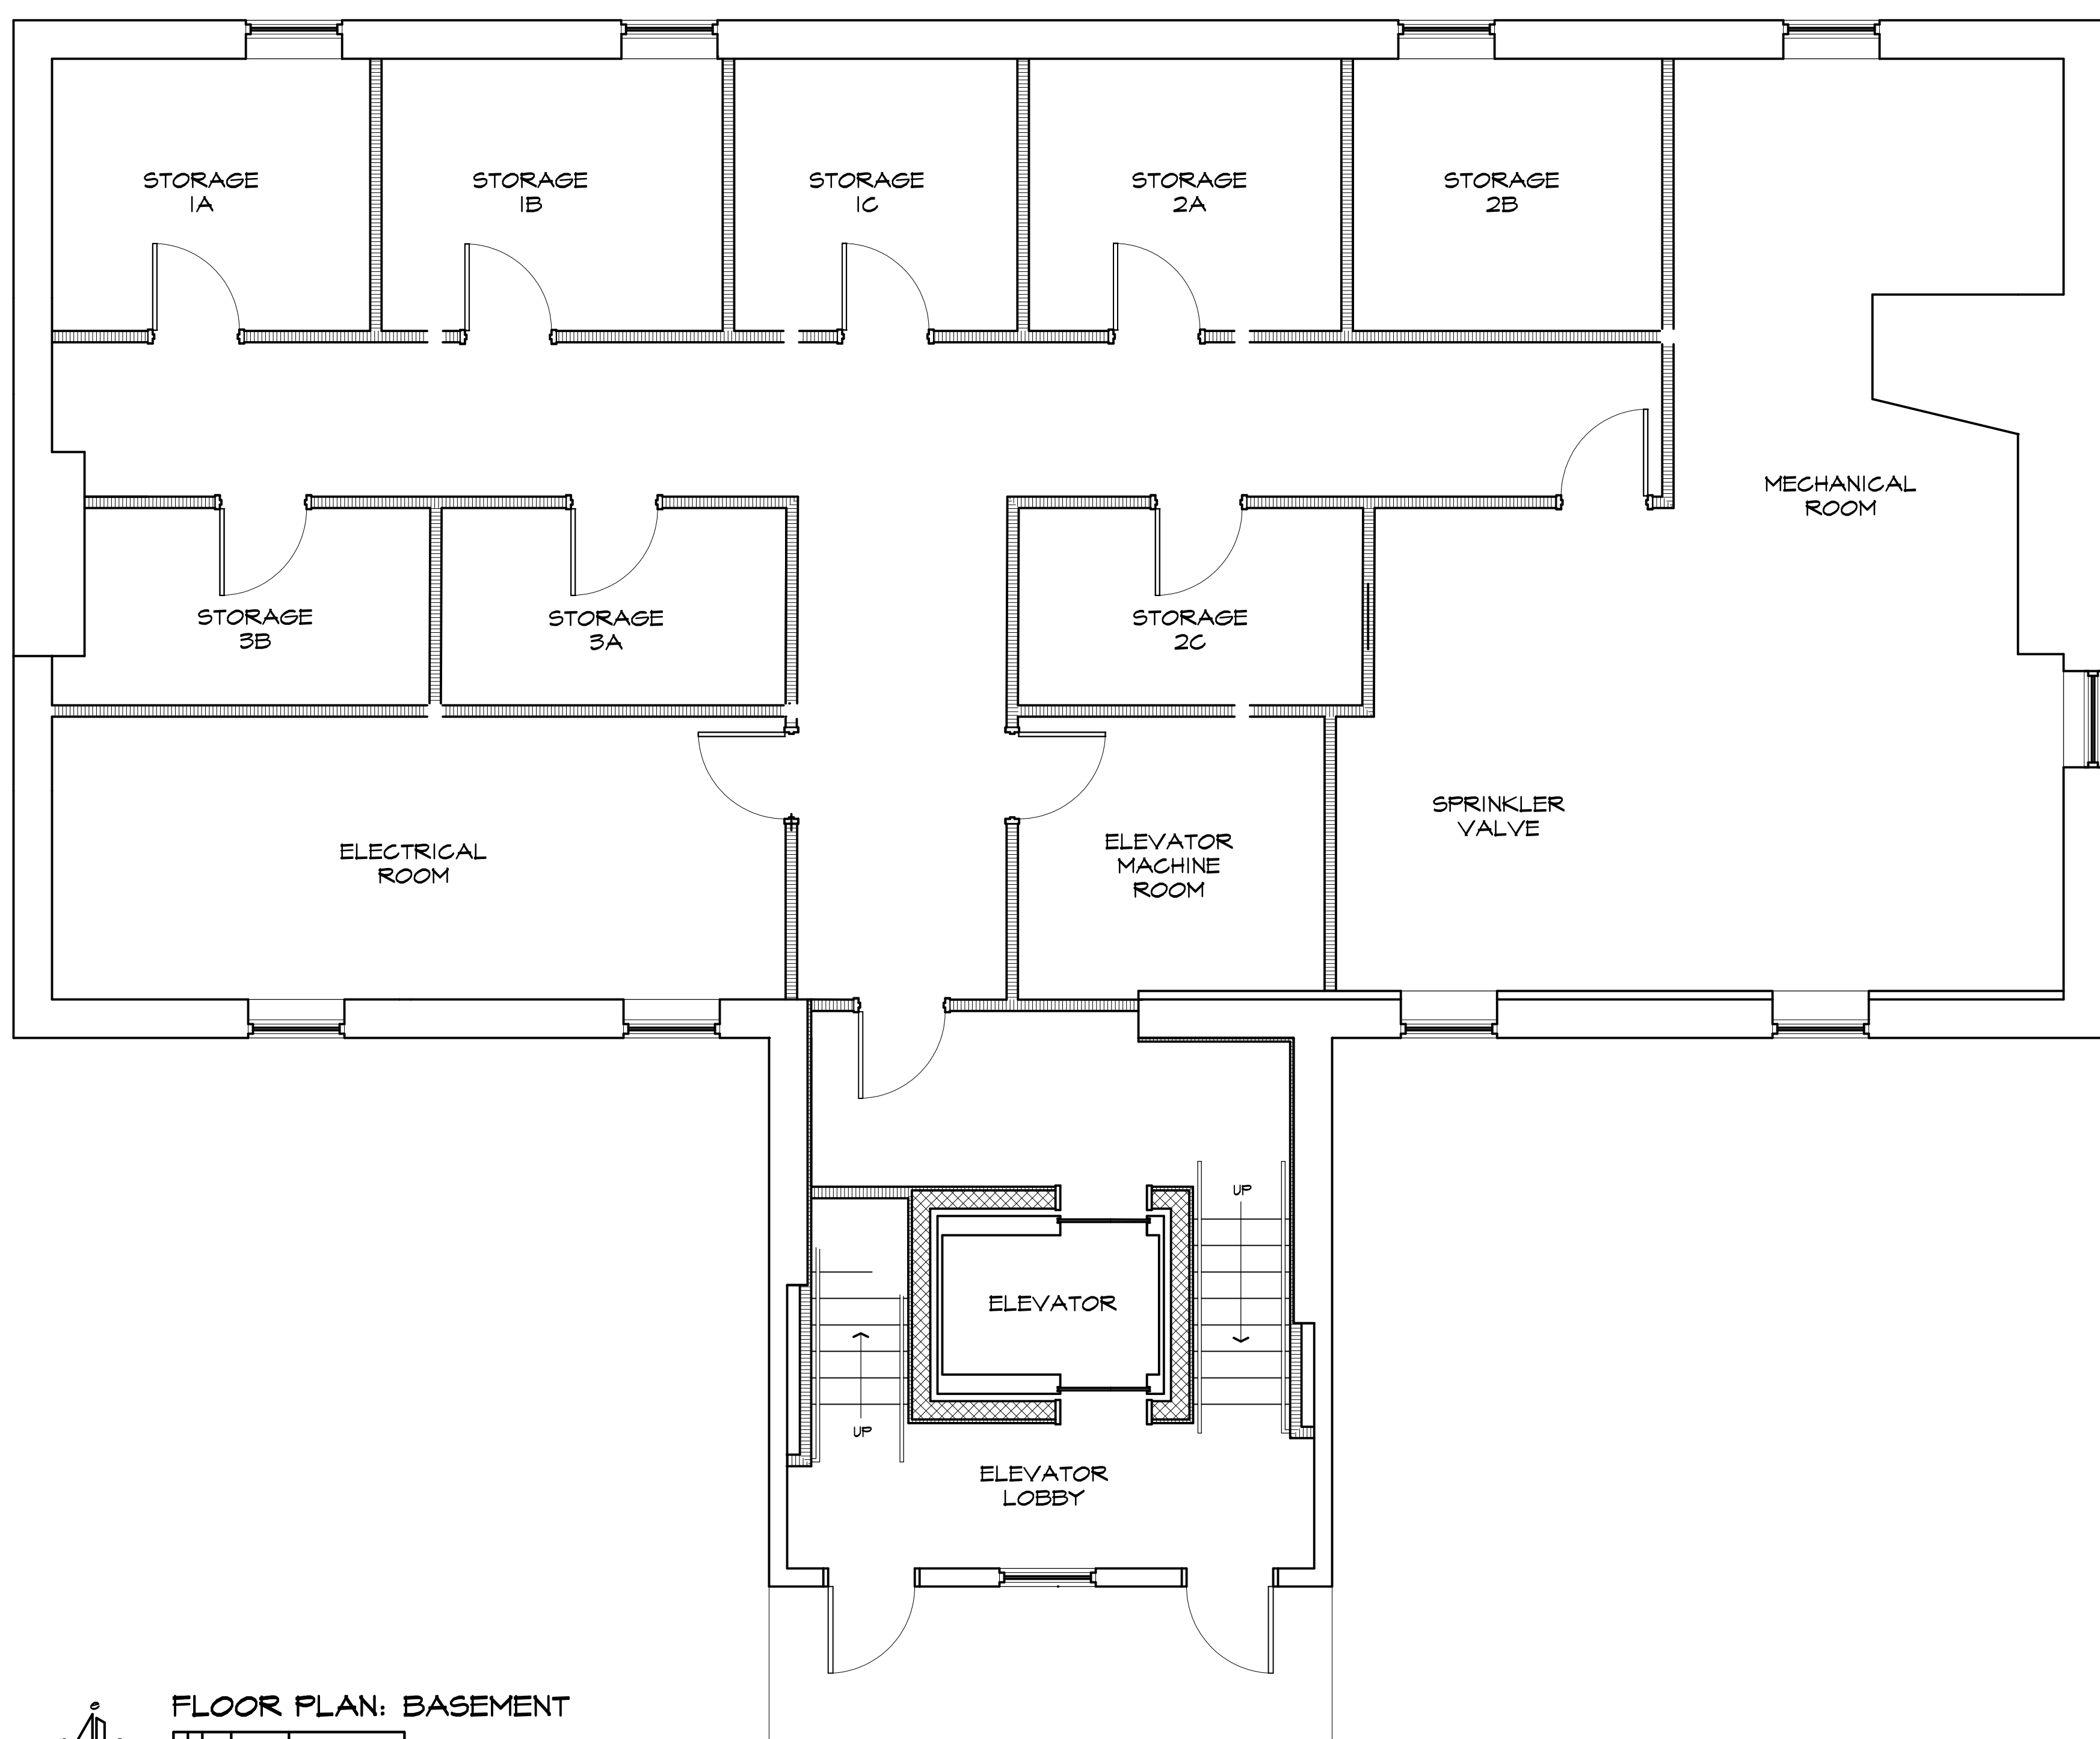 STORAGE
1A
STORAGE
1B
STORAGE
1C
STORAGE
2A
STORAGE
2B
MECHANICAL
ROOM
STORAGE
3B
STORAGE
3A
STORAGE
2C
SPRINKLER
VALVE
ELECTRICAL
ROOM
ELEVATOR
MACHINE
ROOM
UP
ELEVATOR
UP
ELEVATOR
LOBBY
FLOOR PLAN: BASEMENT